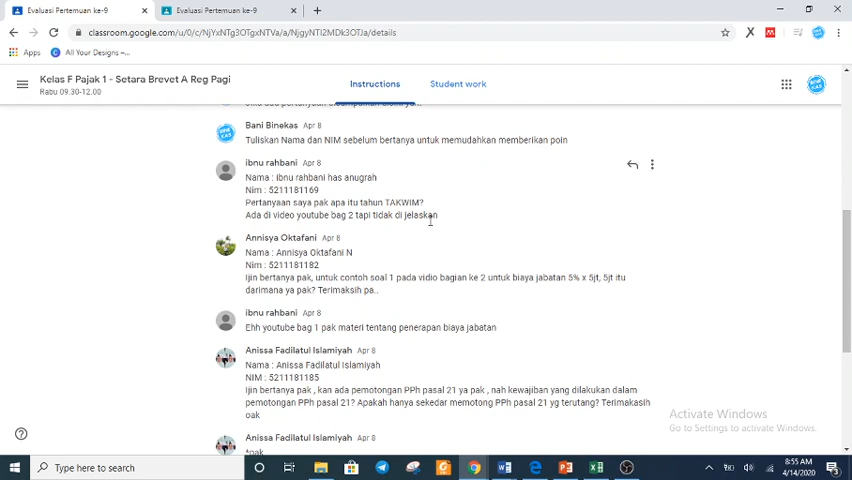 Evaluasi Pertemuan ke-9
Evaluasi Pertemuan ke-9
classroom.google.com/u/0/c/NjYxNTg3OTgxNTVa/a/NjgyNTI2MDk3OTJa/details
Apps
All Your Designs –...
Kelas F Pajak 1 - Setara Brevet A Reg Pagi
Rabu 09.30-12.00
Instructions
Student work
Bani Binekas Apr 8
Tuliskan Nama dan NIM sebelum bertanya untuk memudahkan memberikan poin
ibnu rahbani Apr 8
Nama : ibnu rahbani has anugrah
Nim : 5211181169
Pertanyaan saya pak apa itu tahun TAKWIM?
Ada di video youtube bag 2 tapi tidak di jelaskan
Annisya Oktafani Apr 8
Nama : Annisya Oktafani N
Nim : 5211181182
Ijin bertanya pak, untuk contoh soal 1 pada vidio bagian ke 2 untuk biaya jabatan 5% x 5jt, 5jt itu
darimana ya pak? Terimaksih pa..
ibnu rahbani Apr 8
Ehh youtube bag 1 pak materi tentang penerapan biaya jabatan
Anissa Fadilatul Islamiyah Apr 8
Nama : Anissa Fadilatul Islamiyah
NIM : 5211181185
Ijin bertanya pak , kan ada pemotongan PPh pasal 21 ya pak , nah kewajiban yang dilakukan dalam
pemotongan PPh pasal 21? Apakah hanya sekedar memotong PPh pasal 21 yg terutang? Terimakasih
oak
Anissa Fadilatul Islamiyah Apr 8
*pak
Activate Windows
Go to Settings to activate Windows.
Type here to search
8:55 AM
4/14/2020
3